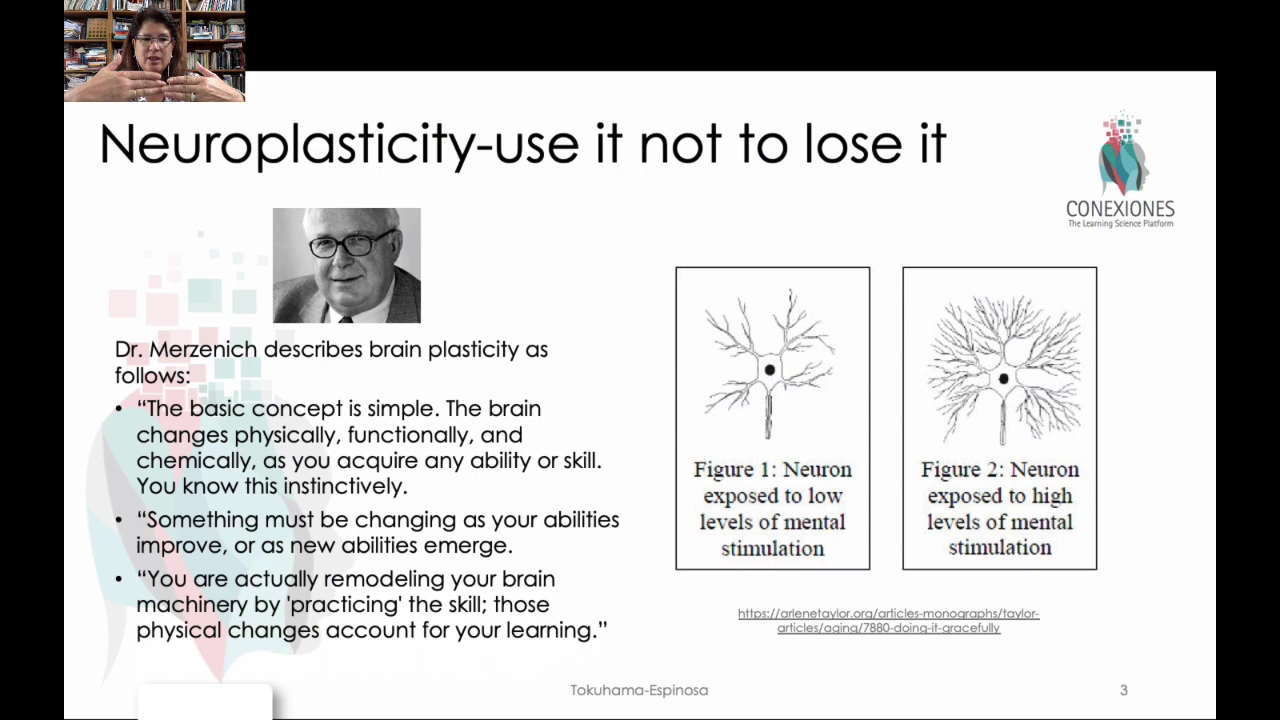 Neuroplasticity-use it not to lose it
CONEXIONES
The Learning Science Platform
Dr. Merzenich describes brain plasticity as
follows:
• “The basic concept is simple. The brain
changes physically, functionally, and
chemically, as you acquire any ability or skill.
You know this instinctively.
• “Something must be changing as your abilities
improve, or as new abilities emerge.
• “You are actually remodeling your brain
machinery by 'practicing' the skill; those
physical changes account for your learning.”
Figure 1: Neuron
exposed to low
levels of mental
stimulation
Figure 2: Neuron
exposed to high
levels of mental
stimulation
https://arlenetaylor.org/articles-monographs/taylor-
articles/aging/7880-doing-it-gracefully
Tokuhama-Espinosa
3